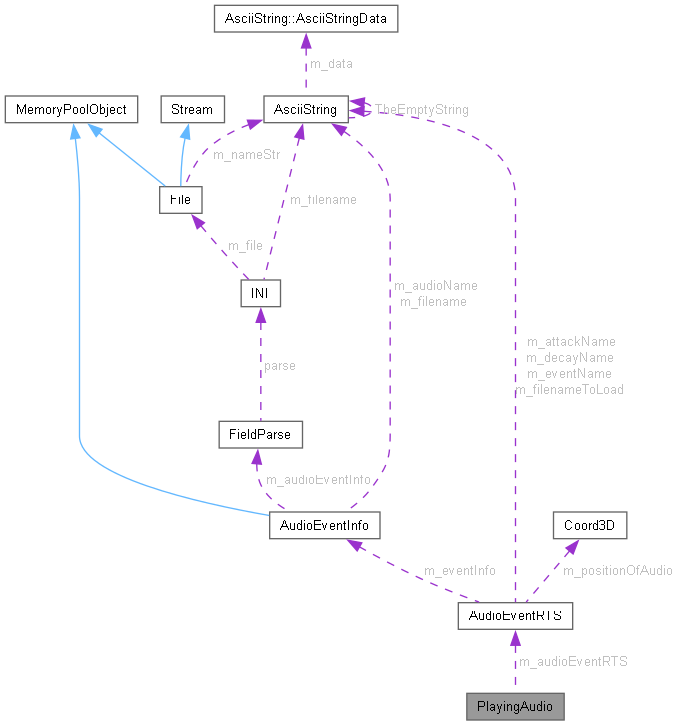 AsciiString::AsciiStringData
m_data
MemoryPoolObject
Stream
AsciiString
TheEmptyString
m_nameStr
File
m_filename
m_file
INI
m_audioName
m_filename
m_attackName
m_decayName
m_eventName
m_filenameToLoad
parse
FieldParse
m_audioEventInfo
AudioEventInfo
Coord3D
m_eventInfo
m_positionOfAudio
AudioEventRTS
m_audioEventRTS
PlayingAudio